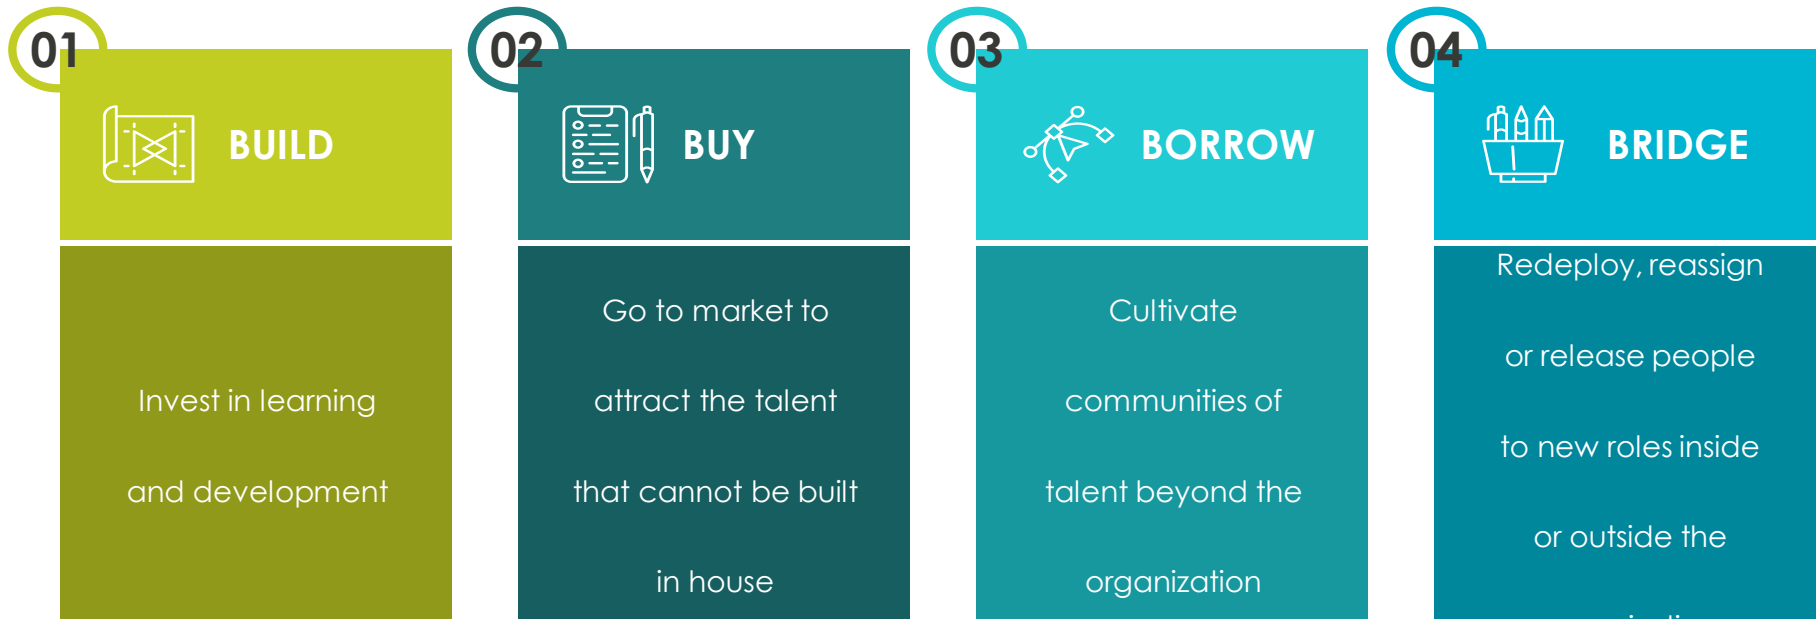 01
BUILD
Invest in learning
and development
02
BUY
Go to market to
attract the talent
that cannot be built
in house
03
BORROW
Cultivate
communities of
talent beyond the
organization
04
BRIDGE
Redeploy, reassign
or release people
to new roles inside
or outside the